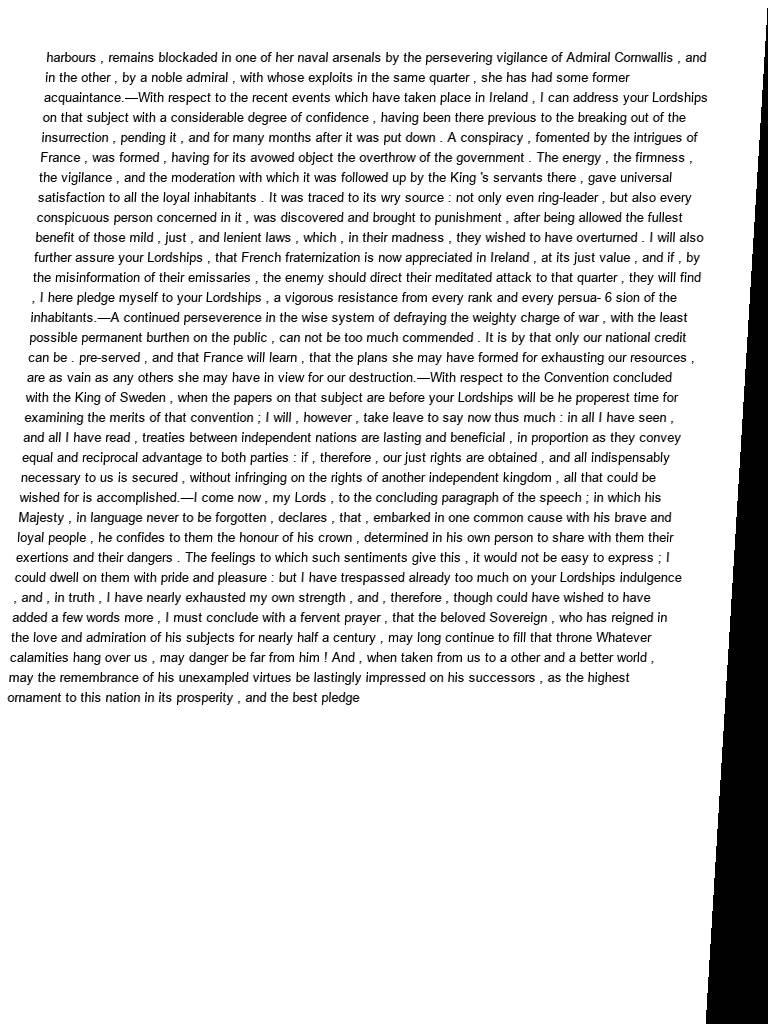 harbours , remains blockaded in one of her naval arsenals by the persevering vigilance of Admiral Cornwallis , and
in the other , by a noble admiral , with whose exploits in the same quarter , she has had some former
acquaintance.—With respect to the recent events which have taken place in Ireland , I can address your Lordships
on that subject with a considerable degree of confidence , having been there previous to the breaking out of the
insurrection , pending it , and for many months after it was put down . A conspiracy , fomented by the intrigues of
France , was formed , having for its avowed object the overthrow of the government . The energy , the firmness ,
the vigilance , and the moderation with which it was followed up by the King 's servants there , gave universal
satisfaction to all the loyal inhabitants . It was traced to its wry source : not only even ring-leader , but also every
conspicuous person concerned in it , was discovered and brought to punishment , after being allowed the fullest
benefit of those mild , just , and lenient laws , which , in their madness , they wished to have overturned . I will also
further assure your Lordships , that French fraternization is now appreciated in Ireland , at its just value , and if , by
the misinformation of their emissaries , the enemy should direct their meditated attack to that quarter , they will find
, I here pledge myself to your Lordships , a vigorous resistance from every rank and every persua- 6 sion of the
inhabitants.—A continued perseverence in the wise system of defraying the weighty charge of war , with the least
possible permanent burthen on the public , can not be too much commended . It is by that only our national credit
can be . pre-served , and that France will learn , that the plans she may have formed for exhausting our resources ,
are as vain as any others she may have in view for our destruction.—With respect to the Convention concluded
with the King of Sweden , when the papers on that subject are before your Lordships will be he properest time for
examining the merits of that convention ; I will , however , take leave to say now thus much : in all I have seen ,
and all I have read , treaties between independent nations are lasting and beneficial , in proportion as they convey
equal and reciprocal advantage to both parties : if , therefore , our just rights are obtained , and all indispensably
necessary to us is secured , without infringing on the rights of another independent kingdom , all that could be
wished for is accomplished.—I come now , my Lords , to the concluding paragraph of the speech ; in which his
Majesty , in language never to be forgotten , declares , that , embarked in one common cause with his brave and
loyal people , he confides to them the honour of his crown , determined in his own person to share with them their
exertions and their dangers . The feelings to which such sentiments give this , it would not be easy to express ; I
could dwell on them with pride and pleasure : but I have trespassed already too much on your Lordships indulgence
, and , in truth , I have nearly exhausted my own strength , and , therefore , though could have wished to have
added a few words more , I must conclude with a fervent prayer , that the beloved Sovereign , who has reigned in
the love and admiration of his subjects for nearly half a century , may long continue to fill that throne Whatever
calamities hang over us , may danger be far from him ! And , when taken from us to a other and a better world ,
may the remembrance of his unexampled virtues be lastingly impressed on his successors , as the highest
ornament to this nation in its prosperity , and the best pledge